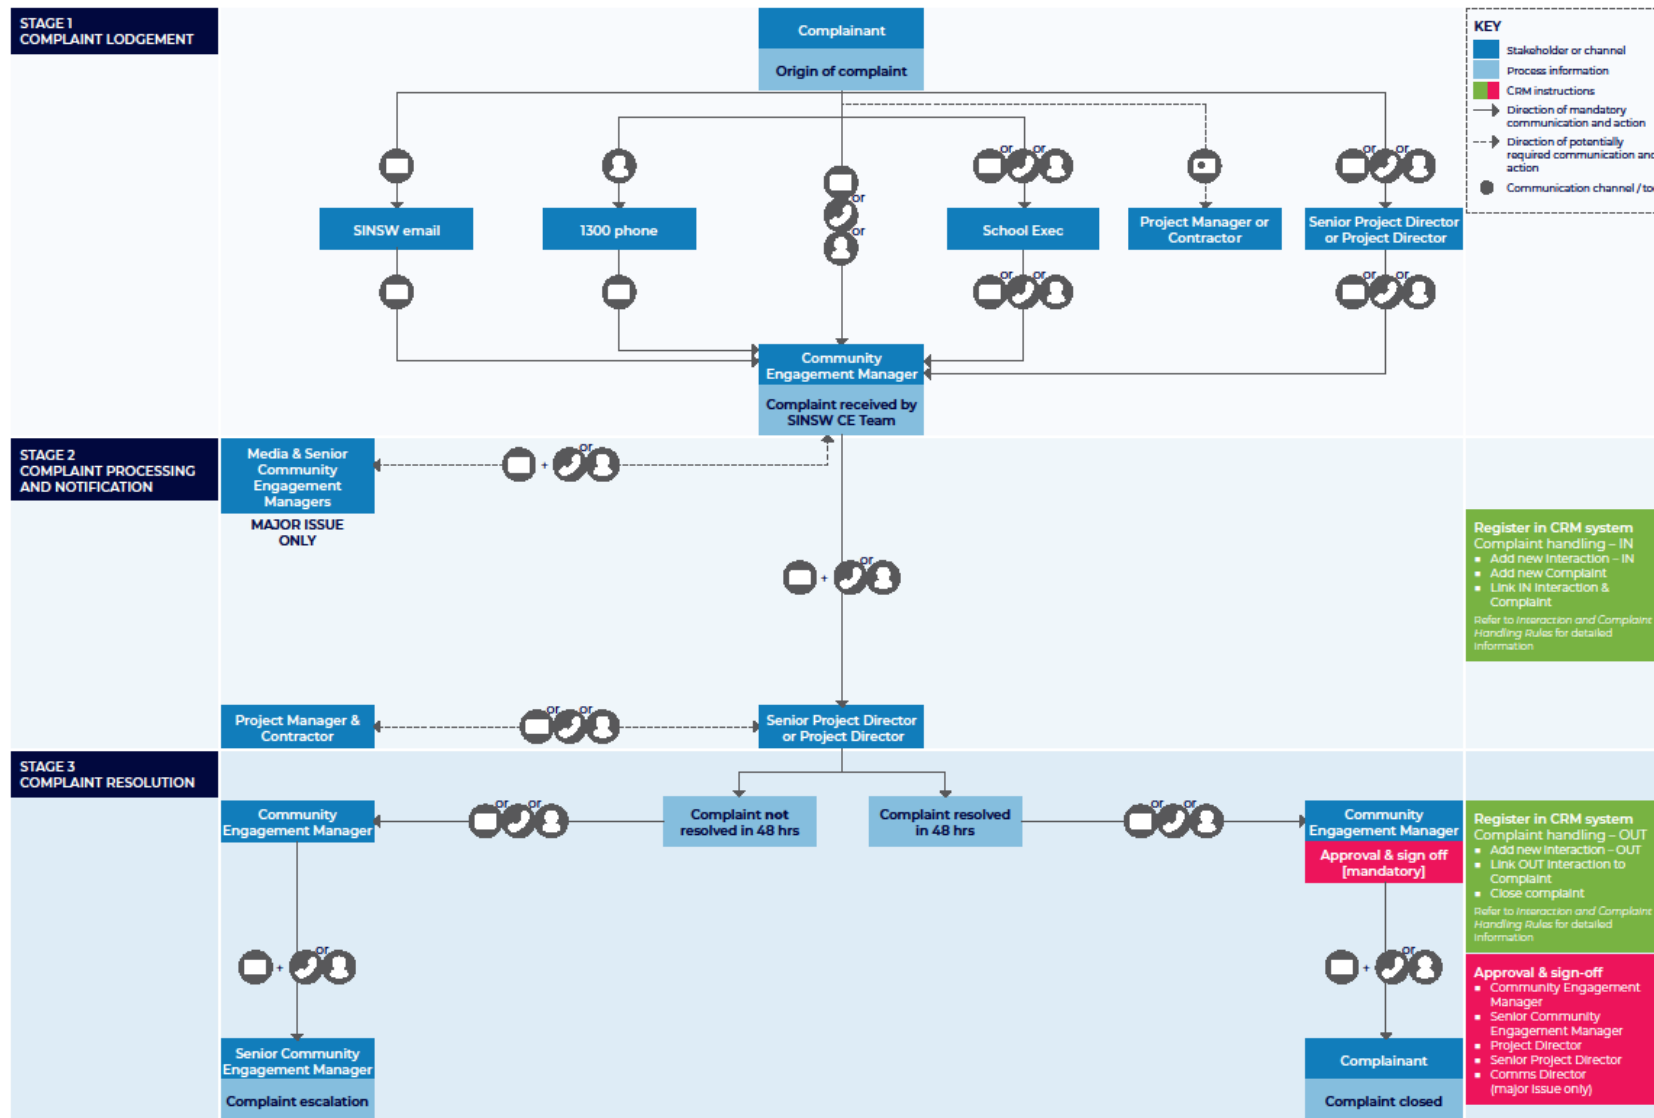 STAGE 1
COMPLAINT LODGEMENT
Complainant
Origin of complaint
KEY
Stakeholder or channel
Process information
CRM instructions
Direction of mandatory
communication and action
Direction of potentially
required communication and
action
Communication channel / too
or or
or or
or
or
SINSW email
1300 phone
School Exec
Project Manager or
Contractor
Senior Project Director
or Project Director
or or
or or
Community
Engagement Manager
Complaint received by
SINSW CE Team
STAGE 2
COMPLAINT PROCESSING
AND NOTIFICATION
Media & Senior
Community
Engagement
Managers
MAJOR ISSUE
ONLY
+ or
+ or
Register in CRM system
Complaint handling – IN
▪ Add new Interaction – IN
▪ Add new Complaint
▪ Link IN Interaction &
Complaint
Refer to Interaction and Complaint
Handling Rules for detailed
information
Project Manager &
Contractor
or or
Senior Project Director
or Project Director
STAGE 3
COMPLAINT RESOLUTION
Community
Engagement Manager
or or
Complaint not
resolved in 48 hrs
Complaint resolved
in 48 hrs
or or
Community
Engagement Manager
Approval & sign off
[mandatory]
Register in CRM system
Complaint handling – OUT
▪ Add new Interaction – OUT
▪ Link OUT Interaction to
Complaint
▪ Close complaint
Refer to Interaction and Complaint
Handling Rules for detailed
information
+ or
+ or
Approval & sign-off
▪ Community Engagement
Manager
▪ Senior Community
Engagement Manager
▪ Project Director
▪ Senior Project Director
▪ Comms Director
(major issue only)
Senior Community
Engagement Manager
Complaint escalation
Complainant
Complaint closed